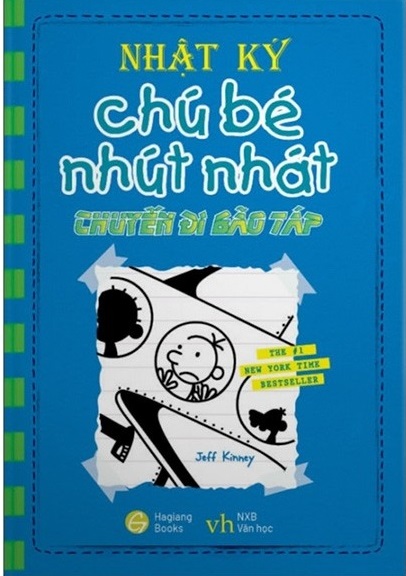 NHẬT KÝ
chú bé
nhút nhát
CHUYẾN ĐI BÃO TÁP
THE #1
NEW YORK TIME
BESTSELLER
Jeff Kinney
Hagiang
Books
vh
NXB
Văn học